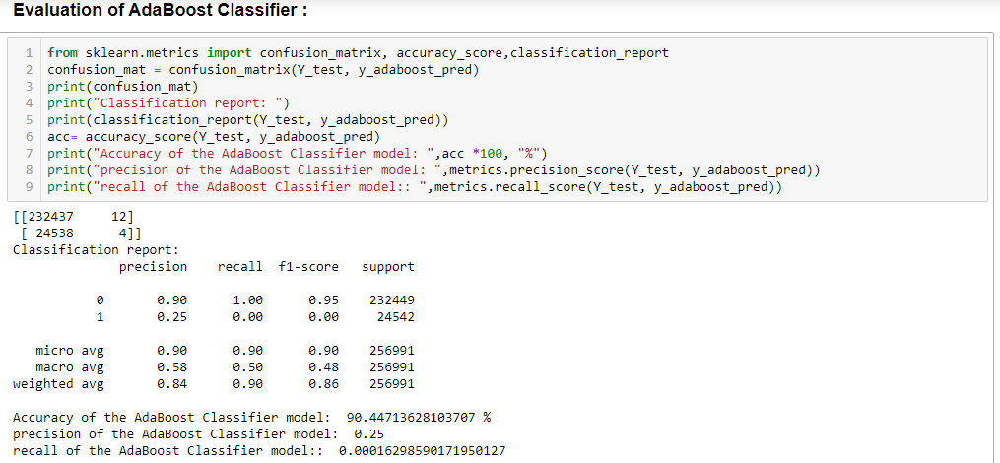 Evaluation of AdaBoost Classifier :
1 from sklearn.metrics import confusion_matrix, accuracy_score,classification_report
2 confusion_mat = confusion_matrix(Y_test, y_adaboost_pred)
3 print(confusion_mat)
4 print("Classification report: ")
5 print(classification_report(Y_test, y_adaboost_pred))
6 acc= accuracy_score(Y_test, y_adaboost_pred)
7 print("Accuracy of the AdaBoost Classifier model: ",acc *100, "%")
8 print("precision of the AdaBoost Classifier model: ",metrics.precision_score(Y_test, y_adaboost_pred))
9 print("recall of the AdaBoost Classifier model:: ",metrics.recall_score(Y_test, y_adaboost_pred))
[[232437     12]
 [ 24538      4]]
Classification report:
              precision    recall  f1-score   support
           0       0.90      1.00      0.95    232449
           1       0.25      0.00      0.00     24542
   micro avg       0.90      0.90      0.90    256991
   macro avg       0.58      0.50      0.48    256991
weighted avg       0.84      0.90      0.86    256991
Accuracy of the AdaBoost Classifier model:  90.44713628103707 %
precision of the AdaBoost Classifier model:  0.25
recall of the AdaBoost Classifier model::  0.00016298590171950127